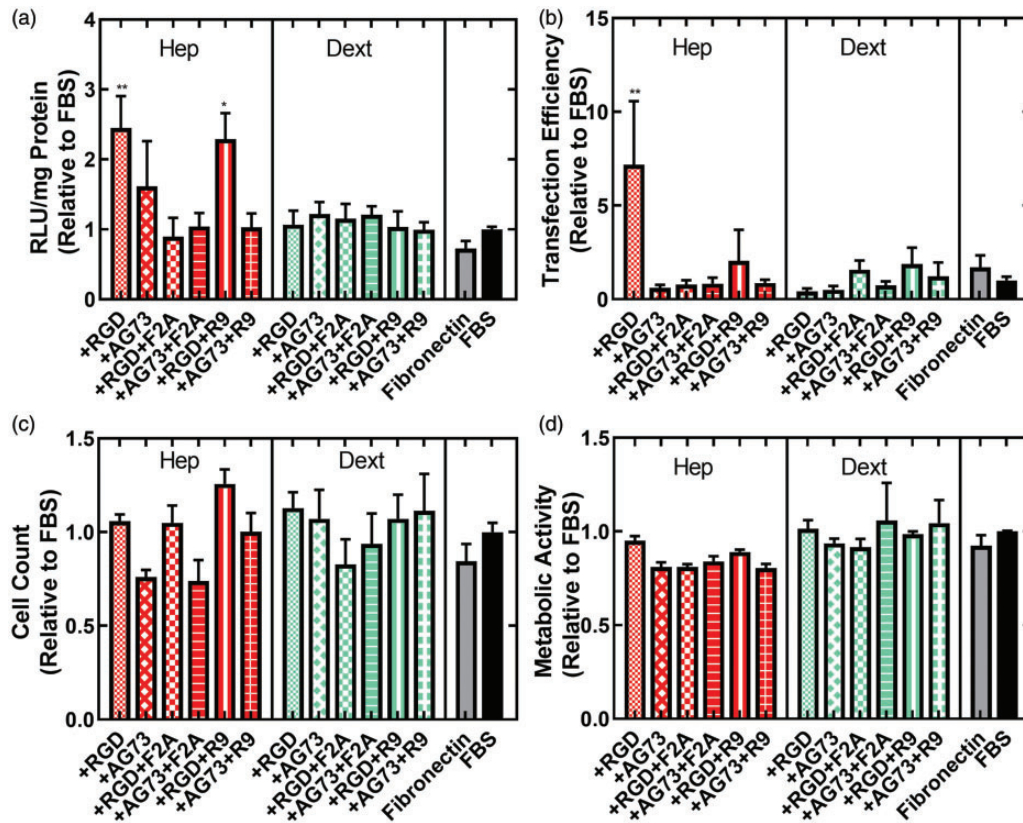 (a)
RLU/mg Protein
(Relative to FBS)
4
3
2
1
0
Hep
Dext
**
*
+RGD
+AG73
+RGD+F2A
+AG73+F2A
+RGD+R9
+AG73+R9
+RGD
+AG73
+RGD+F2A
+AG73+F2A
+RGD+R9
+AG73+R9
Fibronectin
FBS
(b)
Transfection Efficiency
(Relative to FBS)
15
10
5
0
Hep
Dext
**
+RGD
+AG73
+RGD+F2A
+AG73+F2A
+RGD+R9
+AG73+R9
+RGD
+AG73
+RGD+F2A
+AG73+F2A
+RGD+R9
+AG73+R9
Fibronectin
FBS
(c)
Cell Count
(Relative to FBS)
1.5
1.0
0.5
0.0
Hep
Dext
+RGD
+AG73
+RGD+F2A
+AG73+F2A
+RGD+R9
+AG73+R9
+RGD
+AG73
+RGD+F2A
+AG73+F2A
+RGD+R9
+AG73+R9
Fibronectin
FBS
(d)
Metabolic Activity
(Relative to FBS)
1.5
1.0
0.5
0.0
Hep
Dext
+RGD
+AG73
+RGD+F2A
+AG73+F2A
+RGD+R9
+AG73+R9
+RGD
+AG73
+RGD+F2A
+AG73+F2A
+RGD+R9
+AG73+R9
Fibronectin
FBS